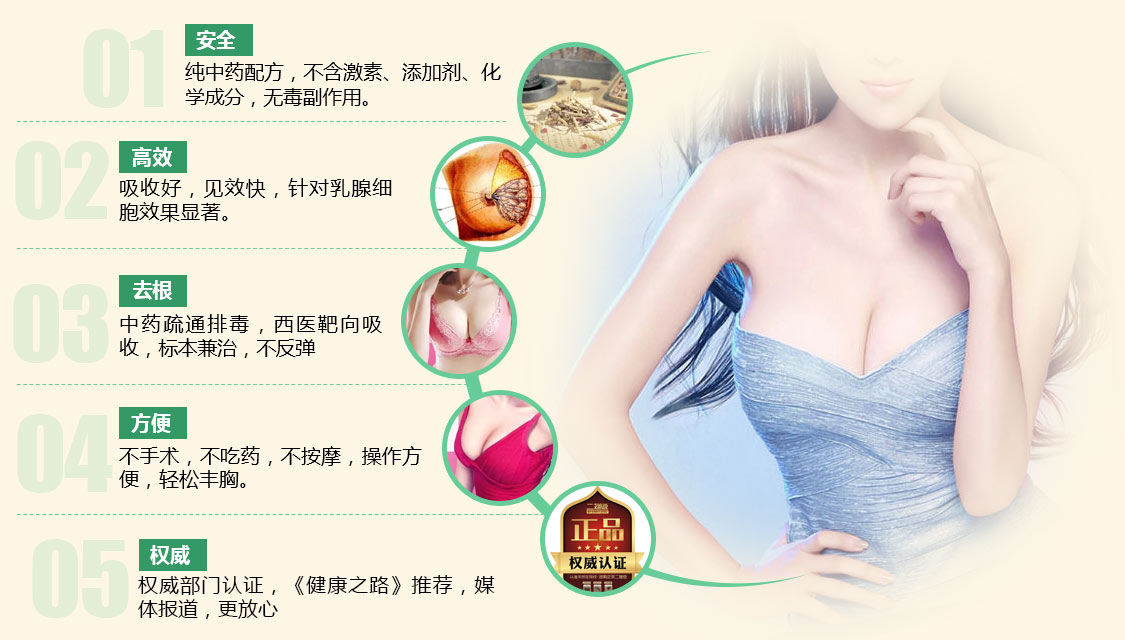 01
安全
纯中药配方，不含激素、添加剂、化
学成分，无毒副作用。
02
高效
吸收好，见效快，针对乳腺细
胞效果显著。
03
去根
中药疏通排毒，西医靶向吸
收，标本兼治，不反弹
04
方便
不手术，不吃药，不按摩，操作方
便，轻松丰胸。
05
权威
权威部门认证，《健康之路》推荐，媒
体报道，更放心
正品
权威认证